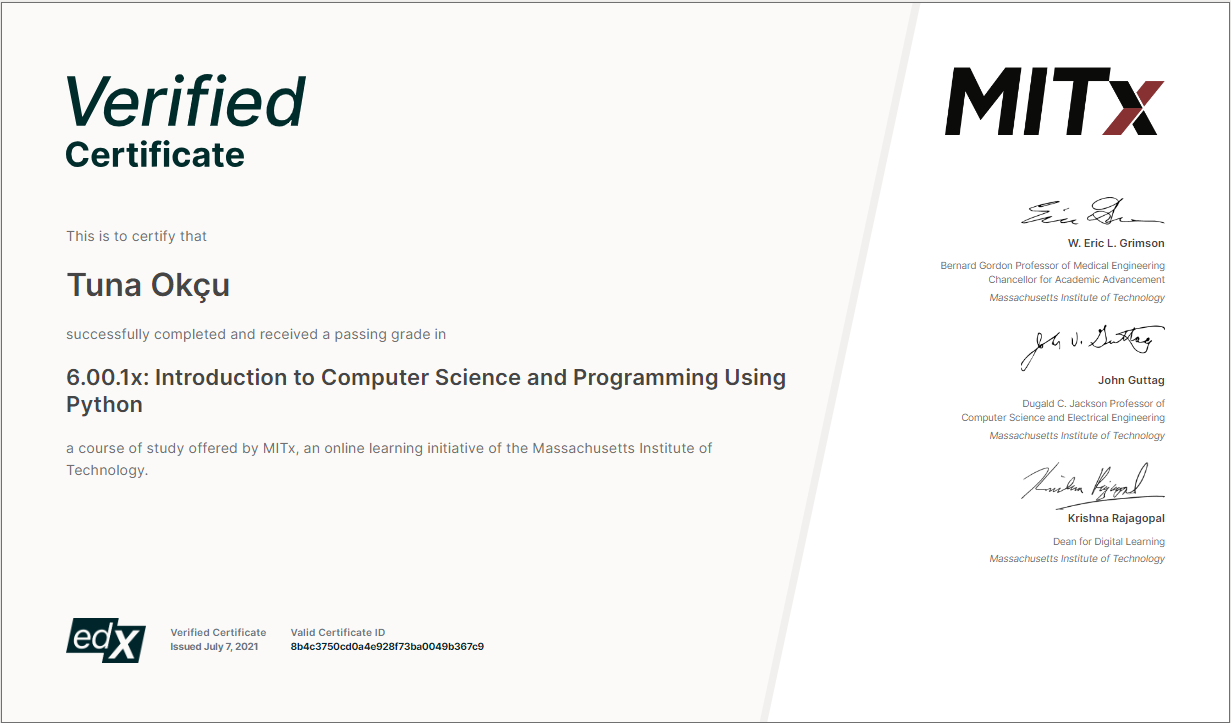 Verified
Certificate
This is to certify that
Tuna Okçu
successfully completed and received a passing grade in
6.00.1x: Introduction to Computer Science and Programming Using
Python
a course of study offered by MITx, an online learning initiative of the Massachusetts Institute of
Technology.
edX
Verified Certificate
Issued July 7, 2021
Valid Certificate ID
8b4c3750cd0a4e928f73ba0049b367c9
MITx
W. Eric L. Grimson
Bernard Gordon Professor of Medical Engineering
Chancellor for Academic Advancement
Massachusetts Institute of Technology
John V. Guttag
John Guttag
Dugald C. Jackson Professor of
Computer Science and Electrical Engineering
Massachusetts Institute of Technology
Krishna Rajagopal
Krishna Rajagopal
Dean for Digital Learning
Massachusetts Institute of Technology